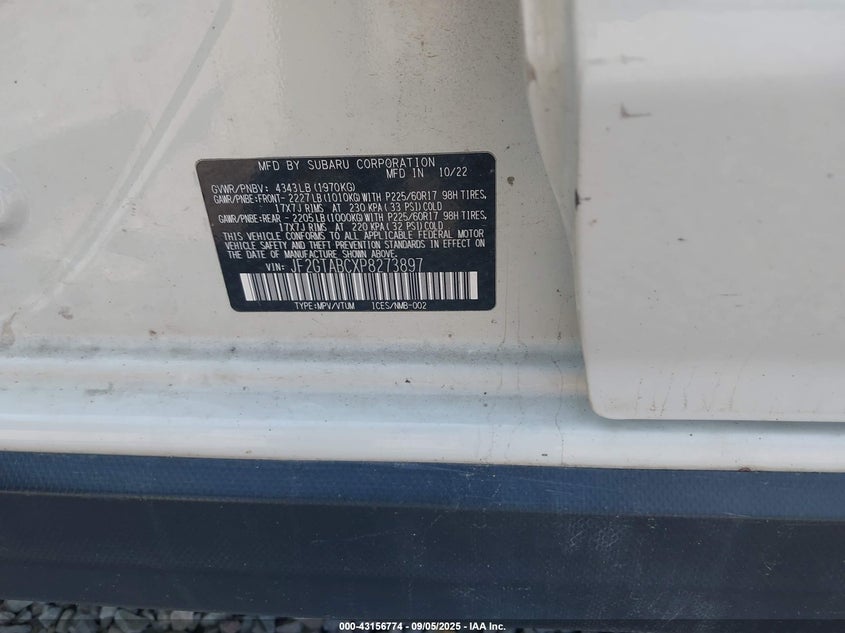 MFD BY SUBARU CORPORATION
MFD IN 10/22
GVWR/PNBV: 4343LB(1970KG)
GAWR/PNBE:FRONT- 2227LB(1010KG)WITH P225/60R17 98H TIRES,
17X7J RIMS AT 230 KPA(33 PSI)COLD
GAWR/PNBE:REAR - 2205LB(1000KG)WITH P225/60R17 98H TIRES,
17X7J RIMS AT 220 KPA(32 PSI)COLD
THIS VEHICLE CONFORMS TO ALL APPLICABLE FEDERAL MOTOR
VEHICLE SAFETY AND THEFT PREVENTION STANDARDS IN EFFECT
ON THE DATE OF MANUFACTURE SHOWN ABOVE.
VIN: JF2GTABCXP8273897
TYPE:MPV/VTUM ICES/NMB-002
000-43156774 - 09/05/2025 - IAA Inc.